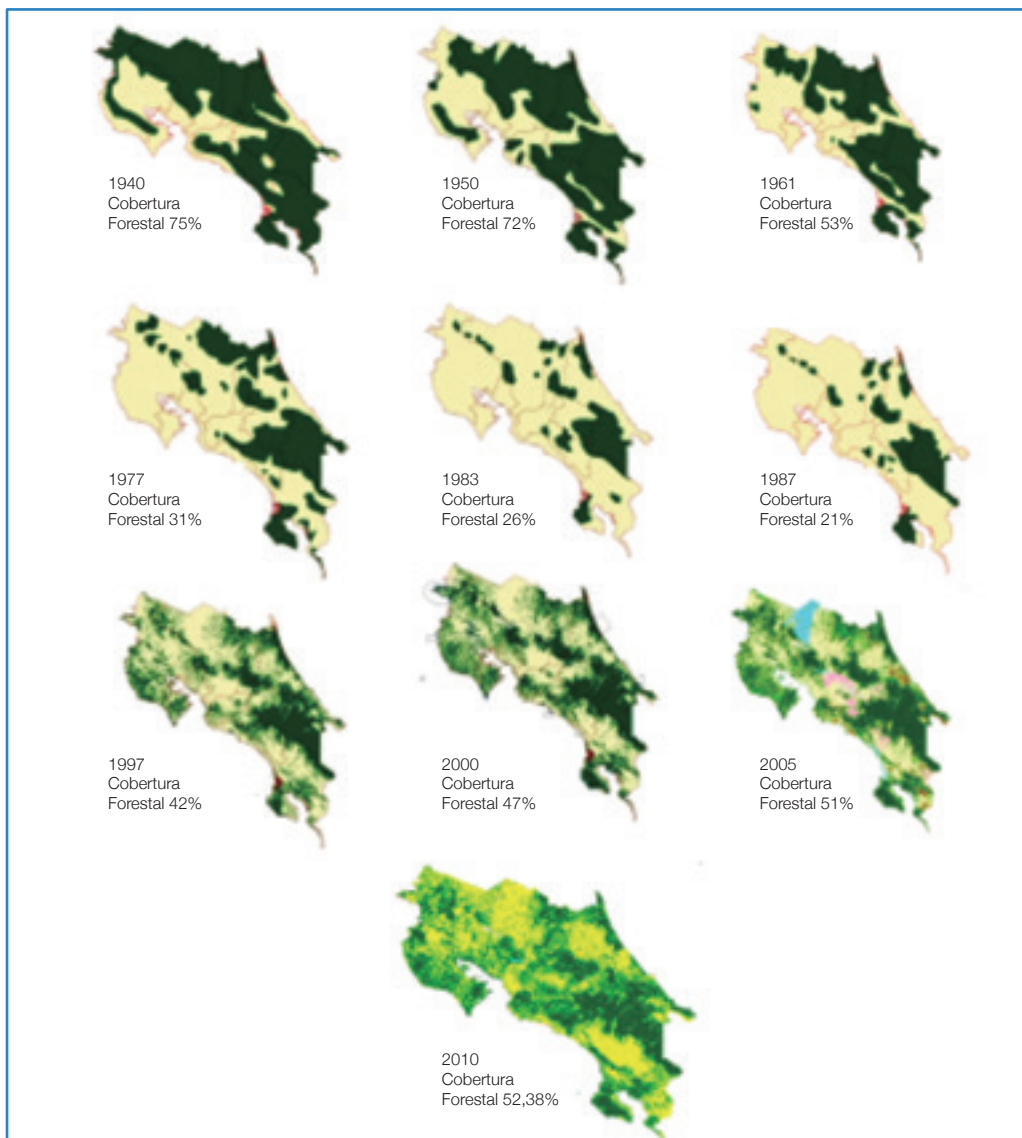 1940
Cobertura
Forestal 75%
1950
Cobertura
Forestal 72%
1961
Cobertura
Forestal 53%
1977
Cobertura
Forestal 31%
1983
Cobertura
Forestal 26%
1987
Cobertura
Forestal 21%
1997
Cobertura
Forestal 42%
2000
Cobertura
Forestal 47%
2005
Cobertura
Forestal 51%
2010
Cobertura
Forestal 52,38%